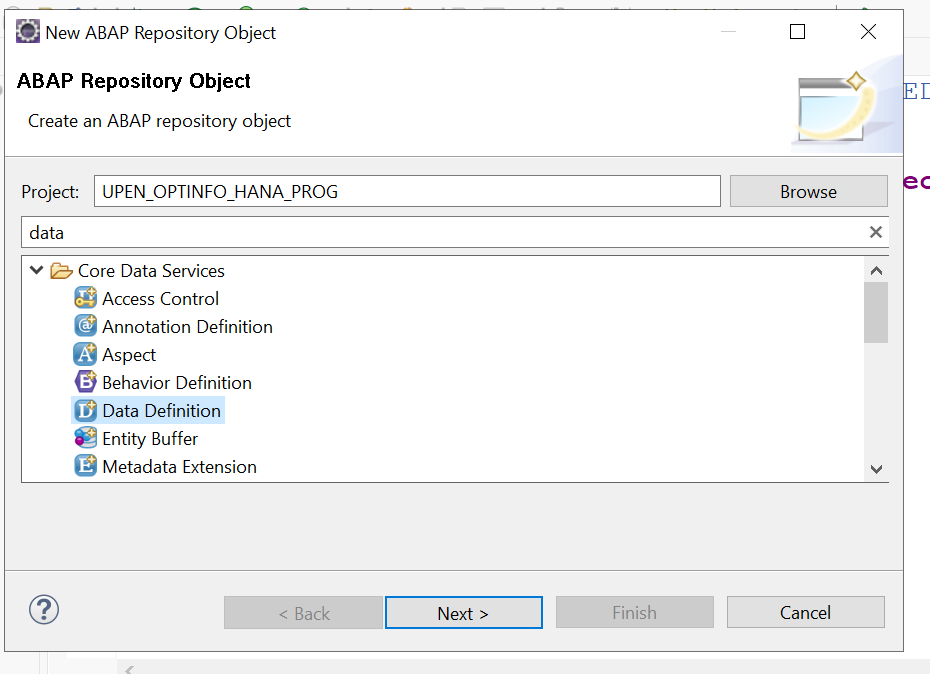 New ABAP Repository Object
ABAP Repository Object
Create an ABAP repository object
Project: UPEN_OPTINFO_HANA_PROG Browse
data
Core Data Services
Access Control
Annotation Definition
Aspect
Behavior Definition
Data Definition
Entity Buffer
Metadata Extension
< Back Next > Finish Cancel